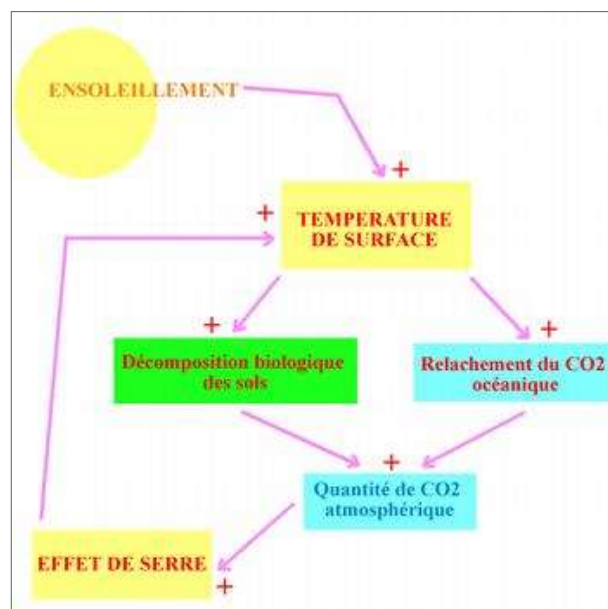 ENSOLEILLEMENT
+
+
TEMPERATURE
DE SURFACE
+
+
Décomposition biologique
des sols
Relachement du CO2
océanique
+
Quantité de CO2
atmosphérique
EFFET DE SERRE
+